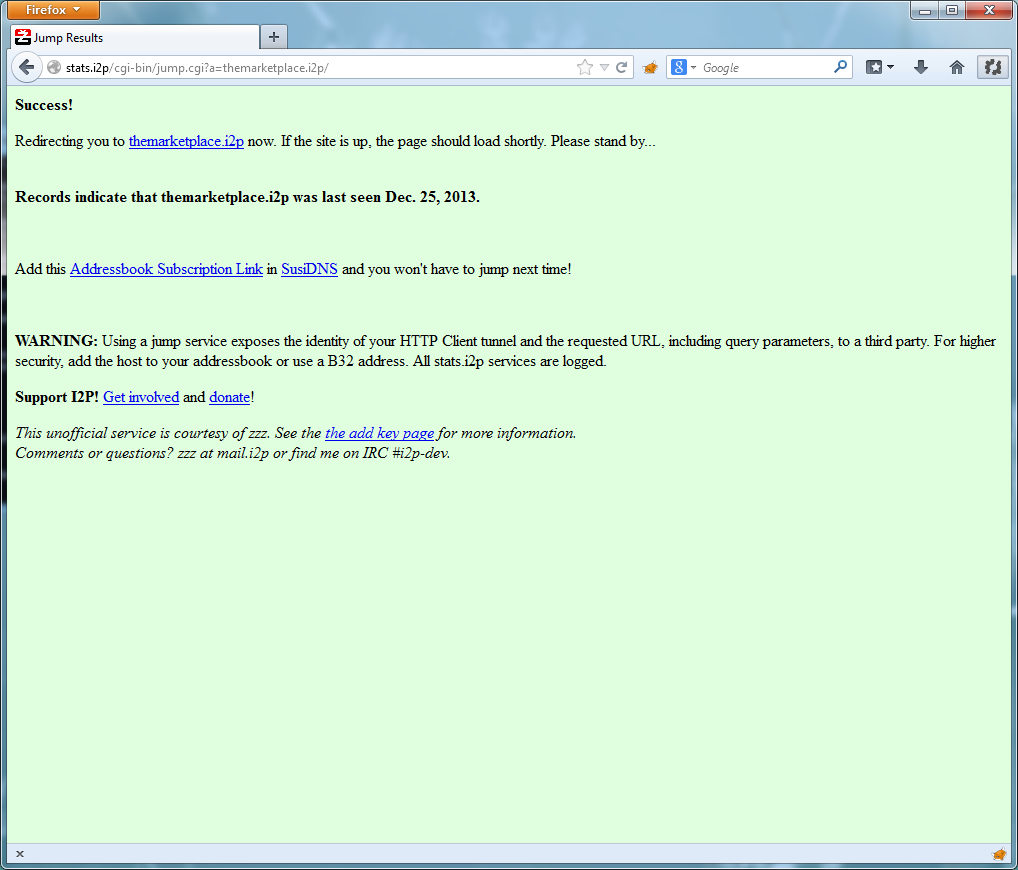 Firefox
Jump Results
stats.i2p/cgi-bin/jump.cgi?a=themarketplace.i2p/
8 Google
Success!
Redirecting you to themarketplace.i2p now. If the site is up, the page should load shortly. Please stand by...
Records indicate that themarketplace.i2p was last seen Dec. 25, 2013.
Add this Addressbook Subscription Link in SusiDNS and you won't have to jump next time!
WARNING: Using a jump service exposes the identity of your HTTP Client tunnel and the requested URL, including query parameters, to a third party. For higher
security, add the host to your addressbook or use a B32 address. All stats.i2p services are logged.
Support I2P! Get involved and donate!
This unofficial service is courtesy of zzz. See the the add key page for more information.
Comments or questions? zzz at mail.i2p or find me on IRC #i2p-dev.